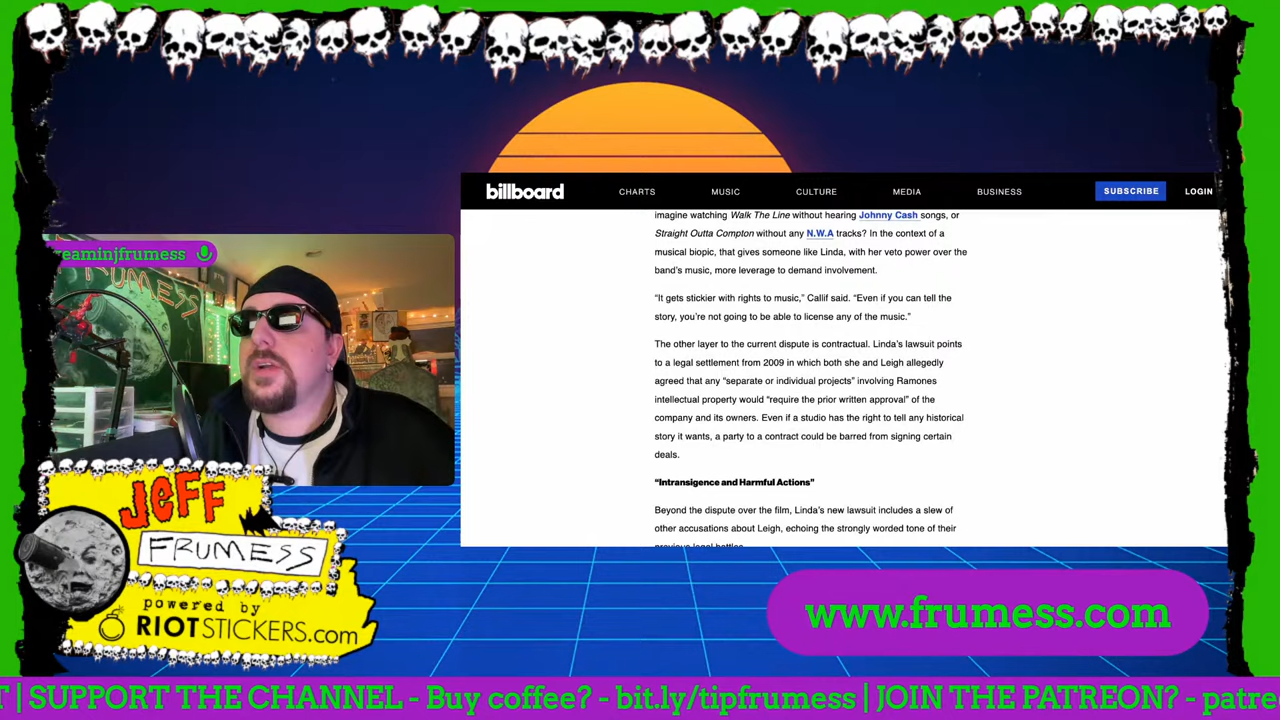 billboard
CHARTS
MUSIC
CULTURE
MEDIA
BUSINESS
SUBSCRIBE
LOGIN
imagine watching Walk The Line without hearing Johnny Cash songs, or
Straight Outta Compton without any N.W.A tracks? In the context of a
musical biopic, that gives someone like Linda, with her veto power over the
band's music, more leverage to demand involvement.
"It gets stickier with rights to music," Callif said. "Even if you can tell the
story, you're not going to be able to license any of the music."
The other layer to the current dispute is contractual. Linda's lawsuit points
to a legal settlement from 2009 in which both she and Leigh allegedly
agreed that any "separate or individual projects" involving Ramones
intellectual property would "require the prior written approval" of the
company and its owners. Even if a studio has the right to tell any historical
story it wants, a party to a contract could be barred from signing certain
deals.
"Intransigence and Harmful Actions"
Beyond the dispute over the film, Linda's new lawsuit includes a slew of
other accusations about Leigh, echoing the strongly worded tone of their
previous legal battles.
eaminjfrumess
FRUMESS
JEFF
FRUMESS
powered by
RIOTSTICKERS.com
www.frumess.com
T | SUPPORT THE CHANNEL - Buy coffee? - bit.ly/tipfrumess | JOIN THE PATREON? - patre